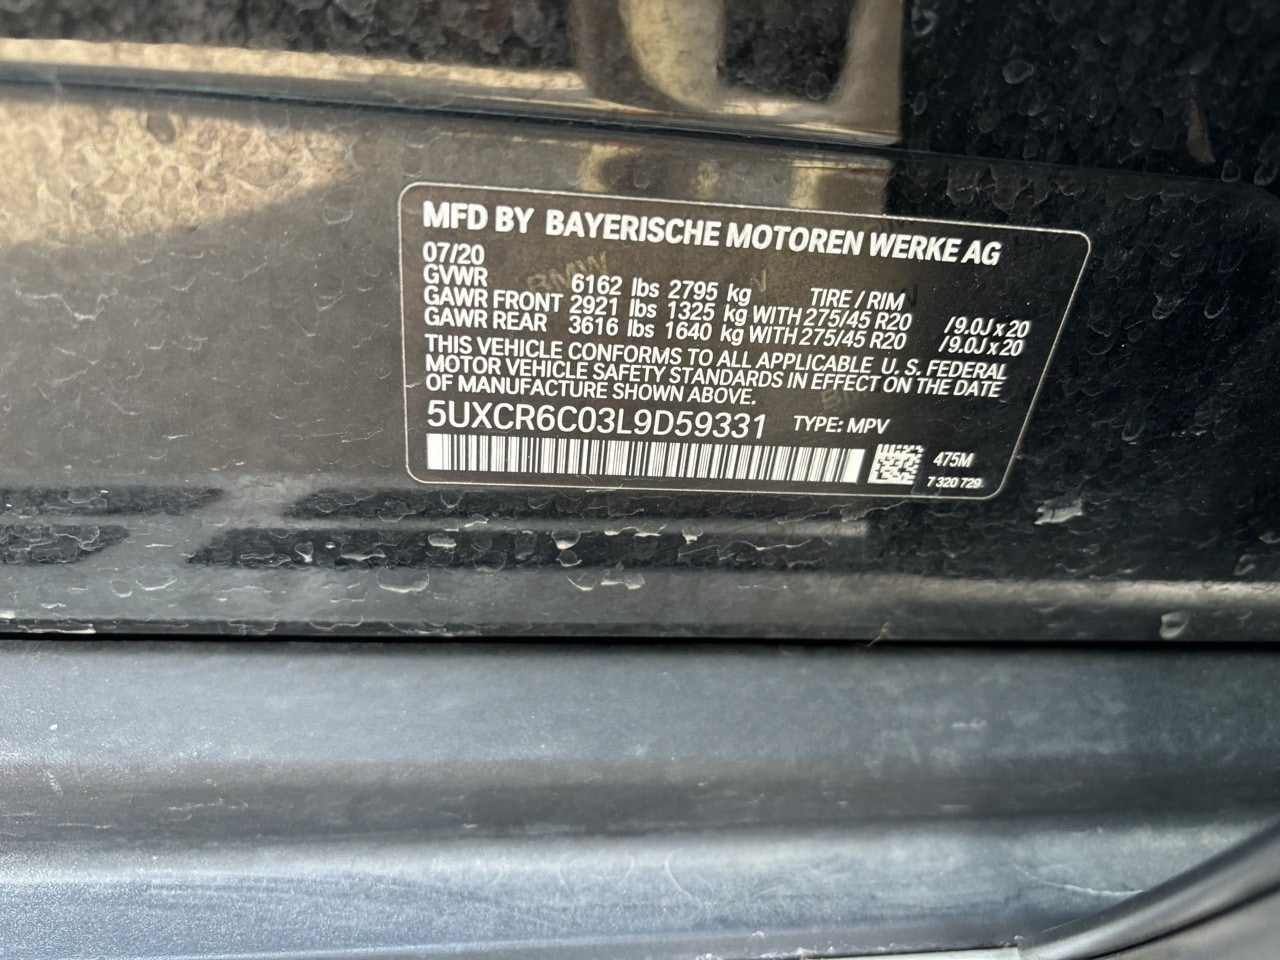 MFD BY BAYERISCHE MOTOREN WERKE AG
07/20
GVWR 6162 lbs 2795 kg TIRE / RIM
GAWR FRONT 2921 lbs 1325 kg WITH 275/45 R20 /9.0J x 20
GAWR REAR 3616 lbs 1640 kg WITH 275/45 R20 /9.0J x 20
THIS VEHICLE CONFORMS TO ALL APPLICABLE U. S. FEDERAL
MOTOR VEHICLE SAFETY STANDARDS IN EFFECT ON THE DATE
OF MANUFACTURE SHOWN ABOVE.
5UXCR6C03L9D59331 TYPE: MPV
475M
7 320 729